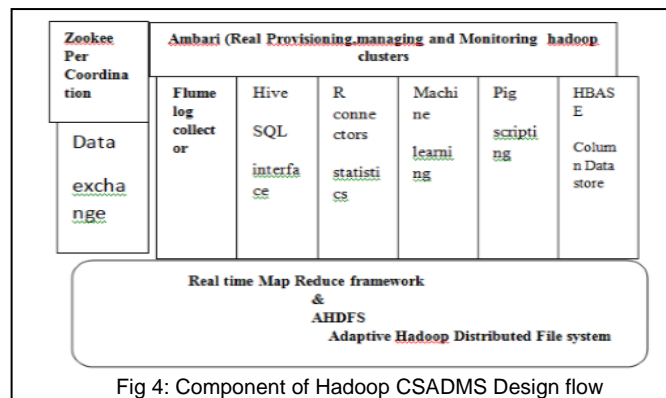 Zookee
Per
Coordina
tion
Ambari (Real Provisioning,managing and Monitoring hadoop
clusters
Data
excha
nge
Flume
log
collect
or
Hive
SQL
interfa
ce
R
conne
ctors
statisti
cs
Machi
ne
learni
ng
Pig
scripti
ng
HBAS
E
Colum
n Data
store
Real time Map Reduce framework
&
AHDFS
Adaptive Hadoop Distributed File system
Fig 4: Component of Hadoop CSADMS Design flow